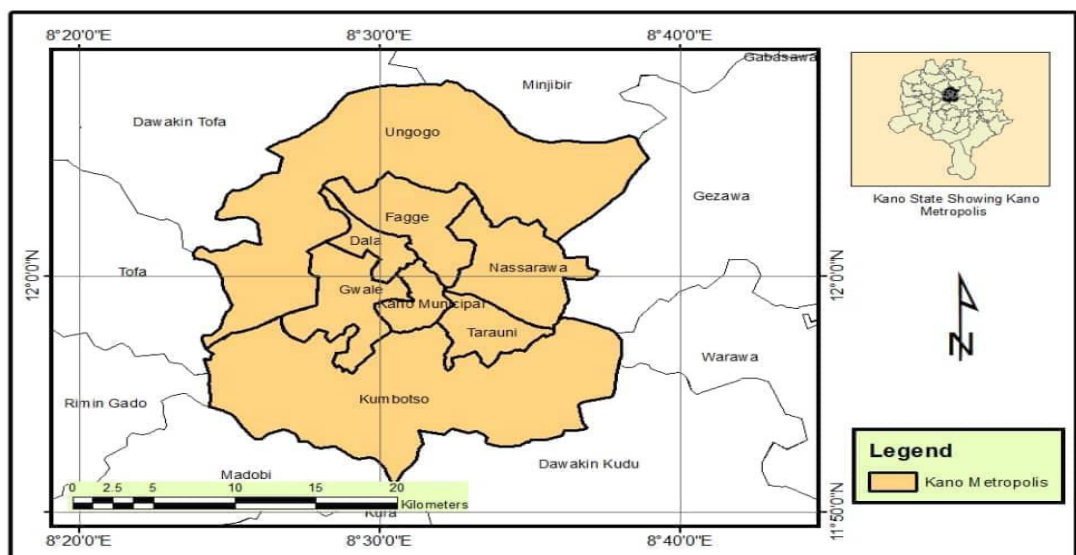 8°20'0"E 8°30'0"E 8°40'0"E
Gabasawa
Minjibir
Dawakin Tofa
Ungogo
Kano State Showing Kano
Metropolis
Gezawa
Fagge
Dala
Nassarawa
Tofa
12°0'0"N 12°0'0"N
Gwale
Kano Municipal
Tarauni
N
Warawa
Kumbotso
Rimin Gado
Dawakin Kudu
Madobi
Legend
Kano Metropolis
0 2.5 5 10 15 20
Kilometers
Kura
11°50'0"N
8°20'0"E 8°30'0"E 8°40'0"E